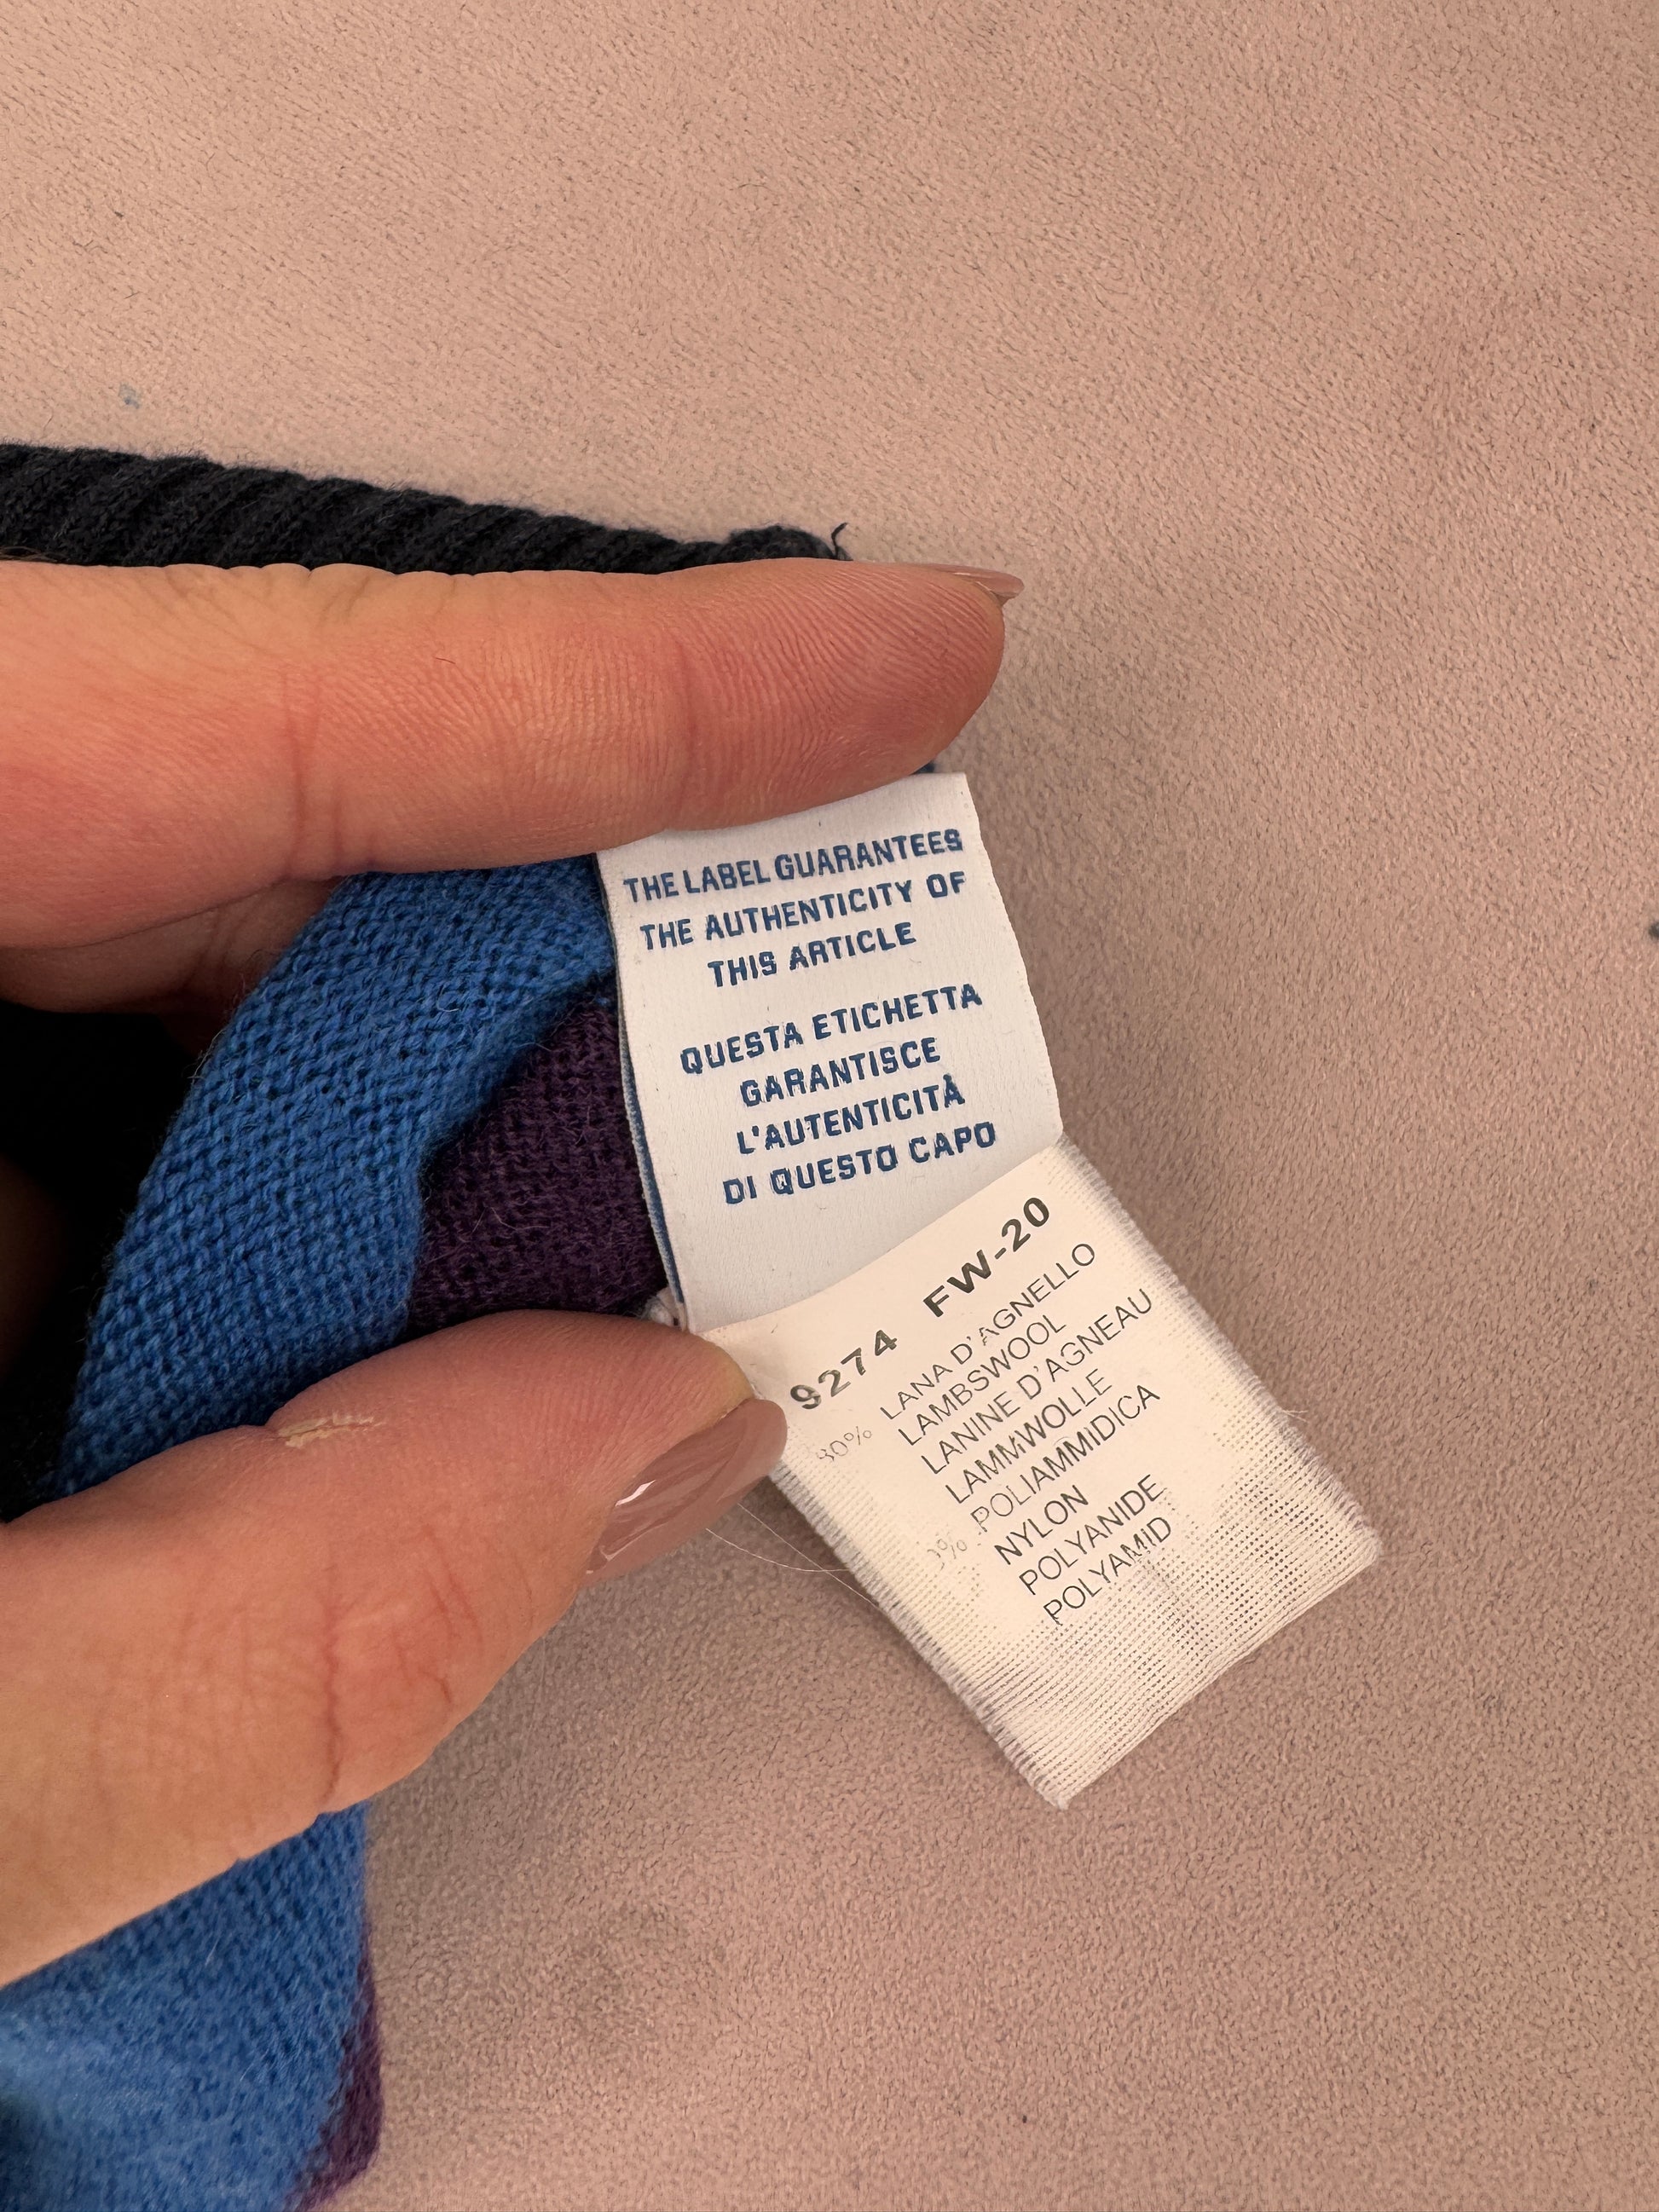 THE LABEL GUARANTEES
THE AUTHENTICITY OF
THIS ARTICLE
QUESTA ETICHETTA
GARANTISCE
L'AUTENTICITÀ
DI QUESTO CAPO
9274 FW-20
LANA D'AGNELLO
LAMBSWOOL
LANINE D'AGNEAU
LAMMWOLLE
POLIAMMIDICA
NYLON
POLYANIDE
POLYAMID